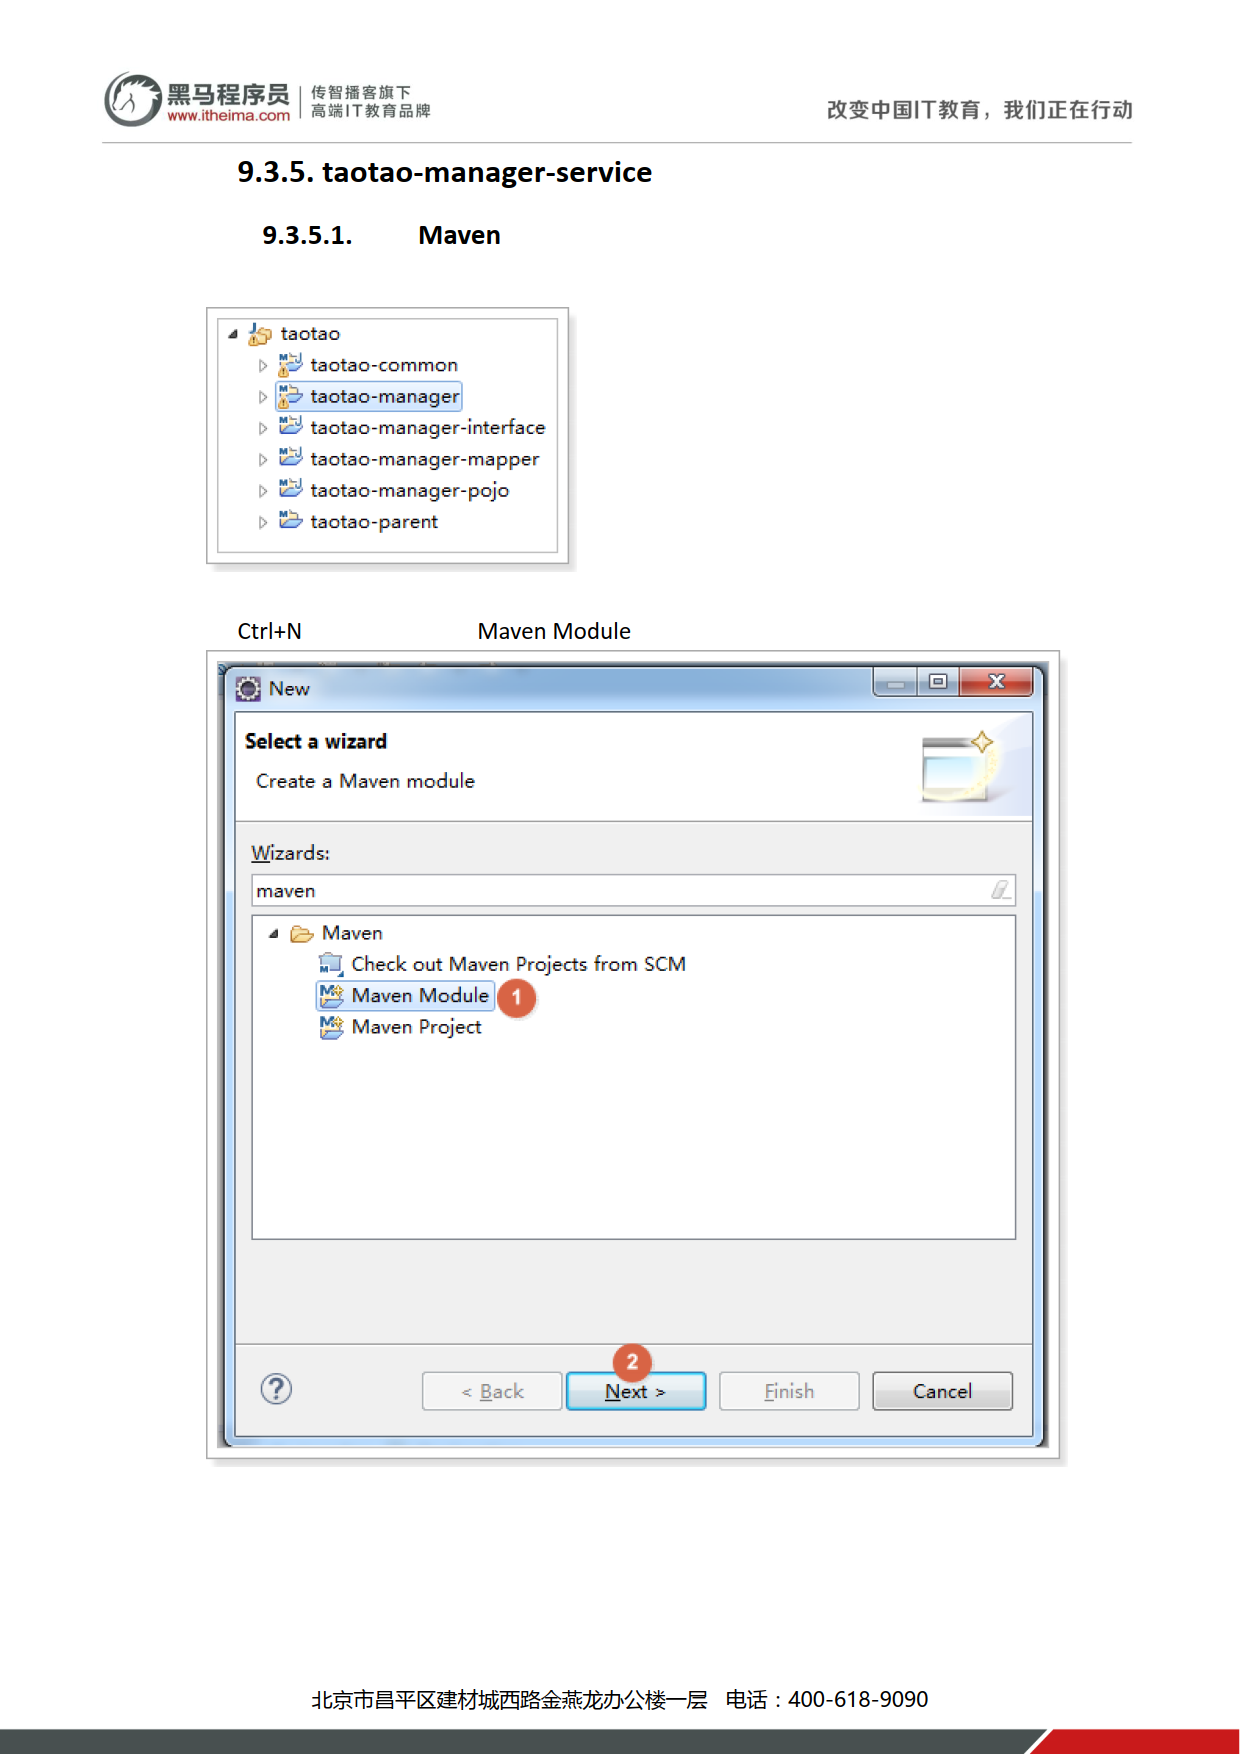 黑马程序员
www.itheima.com
传智播客旗下
高端IT教育品牌
改变中国IT教育，我们正在行动
9.3.5. taotao-manager-service
9.3.5.1. Maven
taotao
taotao-common
taotao-manager
taotao-manager-interface
taotao-manager-mapper
taotao-manager-pojo
taotao-parent
Ctrl+N Maven Module
New
Select a wizard
Create a Maven module
Wizards:
maven
Maven
Check out Maven Projects from SCM
Maven Module 1
Maven Project
2
< Back Next > Finish Cancel
北京市昌平区建材城西路金燕龙办公楼一层 电话：400-618-9090